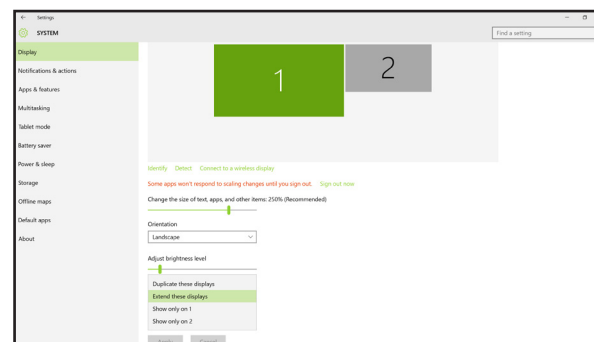 Settings
SYSTEM
Find a setting
Display
Notifications & actions
Apps & features
Multitasking
Tablet mode
Battery saver
Power & sleep
Storage
Offline maps
Default apps
About
1
2
Identify Detect Connect to a wireless display
Some apps won't respond to scaling changes until you sign out. Sign out now
Change the size of text, apps, and other items: 250% (Recommended)
Orientation
Landscape
Adjust brightness level
Duplicate these displays
Extend these displays
Show only on 1
Show only on 2
Apply Cancel